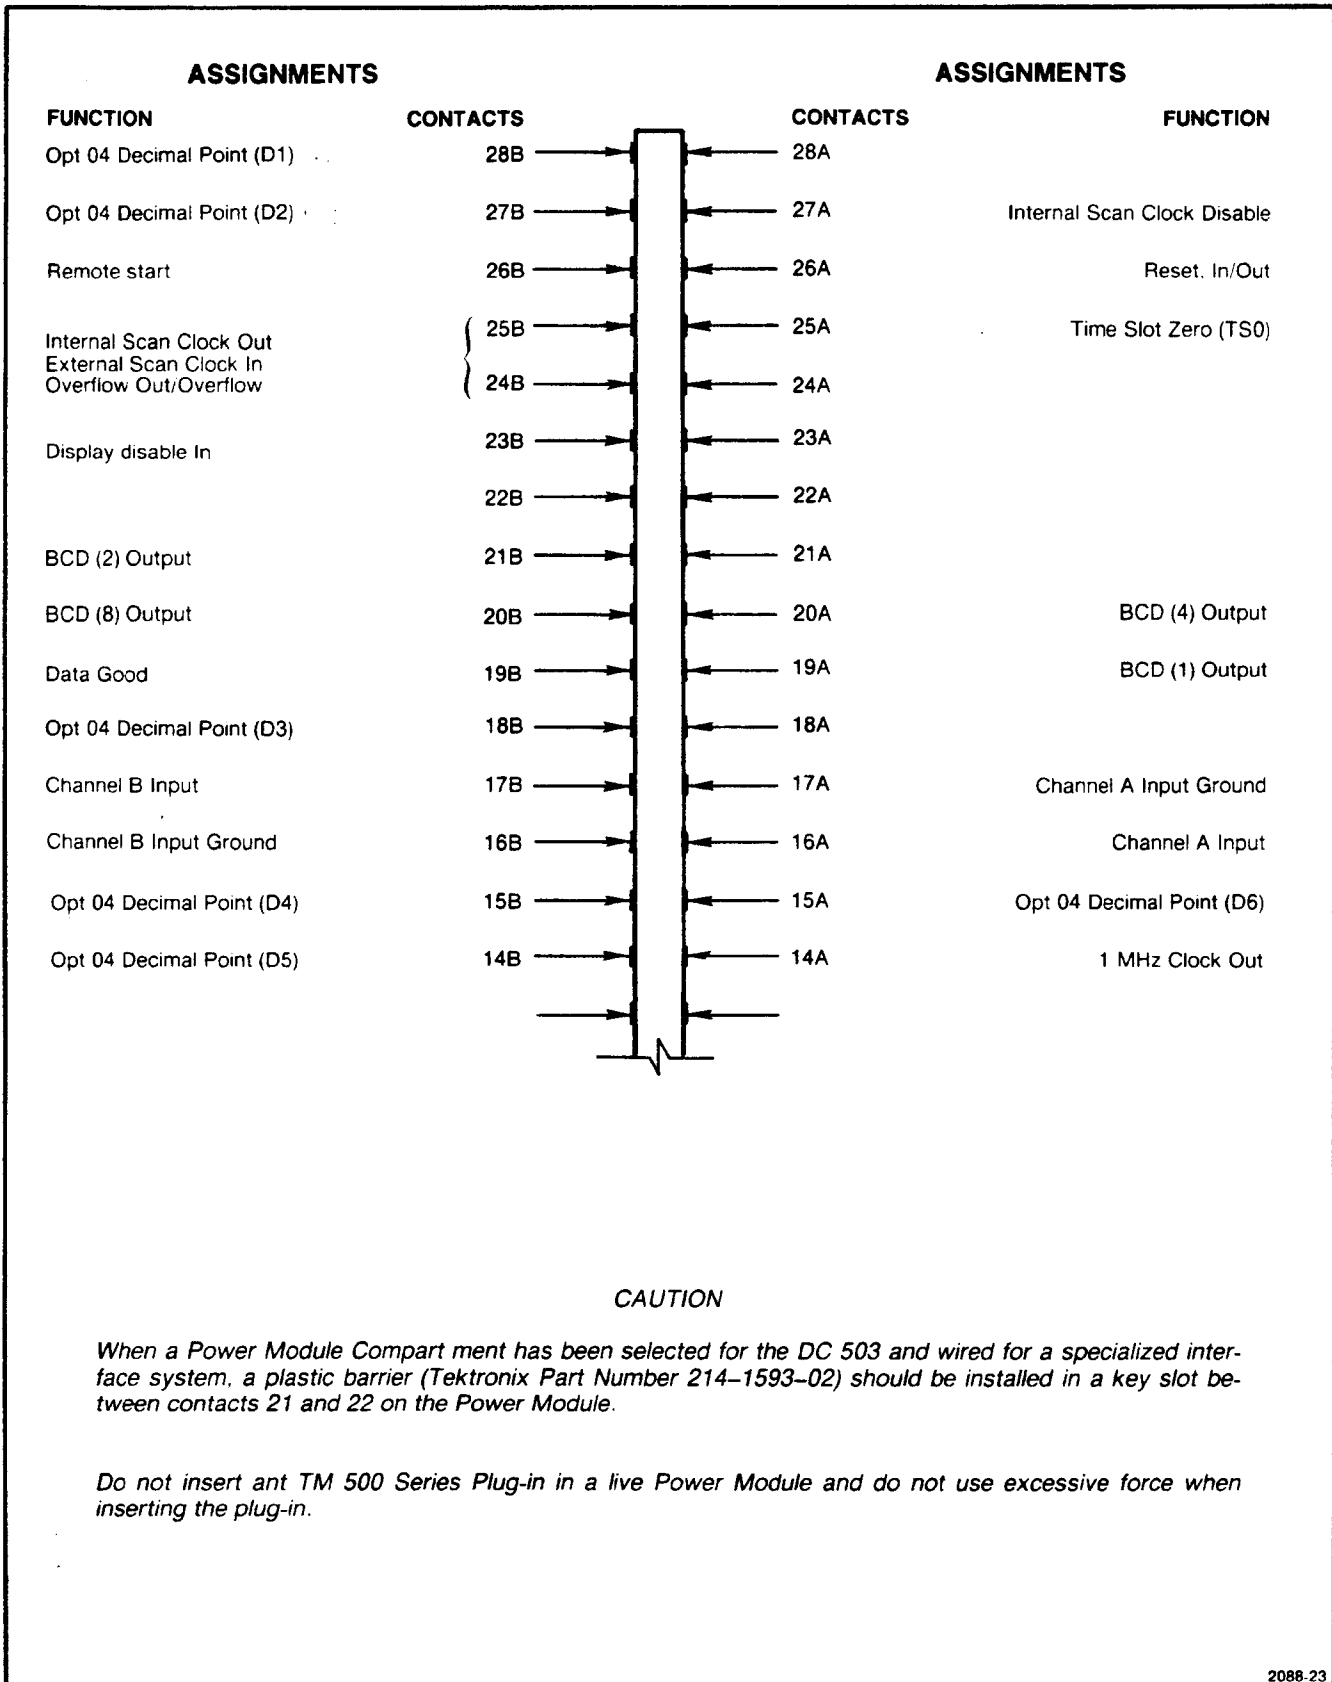 ASSIGNMENTS ASSIGNMENTS
FUNCTION CONTACTS CONTACTS FUNCTION
Opt 04 Decimal Point (D1) 28B 28A
Opt 04 Decimal Point (D2) 27B 27A Internal Scan Clock Disable
Remote start 26B 26A Reset. In/Out
25B 25A Time Slot Zero (TS0)
Internal Scan Clock Out
External Scan Clock In
Overflow Out/Overflow 24B 24A
23B 23A
Display disable In
22B 22A
BCD (2) Output 21B 21A
BCD (8) Output 20B 20A BCD (4) Output
Data Good 19B 19A BCD (1) Output
Opt 04 Decimal Point (D3) 18B 18A
Channel B Input 17B 17A Channel A Input Ground
Channel B Input Ground 16B 16A Channel A Input
Opt 04 Decimal Point (D4) 15B 15A Opt 04 Decimal Point (D6)
Opt 04 Decimal Point (D5) 14B 14A 1 MHz Clock Out
CAUTION
When a Power Module Compart ment has been selected for the DC 503 and wired for a specialized inter-
face system, a plastic barrier (Tektronix Part Number 214–1593–02) should be installed in a key slot be-
tween contacts 21 and 22 on the Power Module.
Do not insert ant TM 500 Series Plug-in in a live Power Module and do not use excessive force when
inserting the plug-in.
2088-23